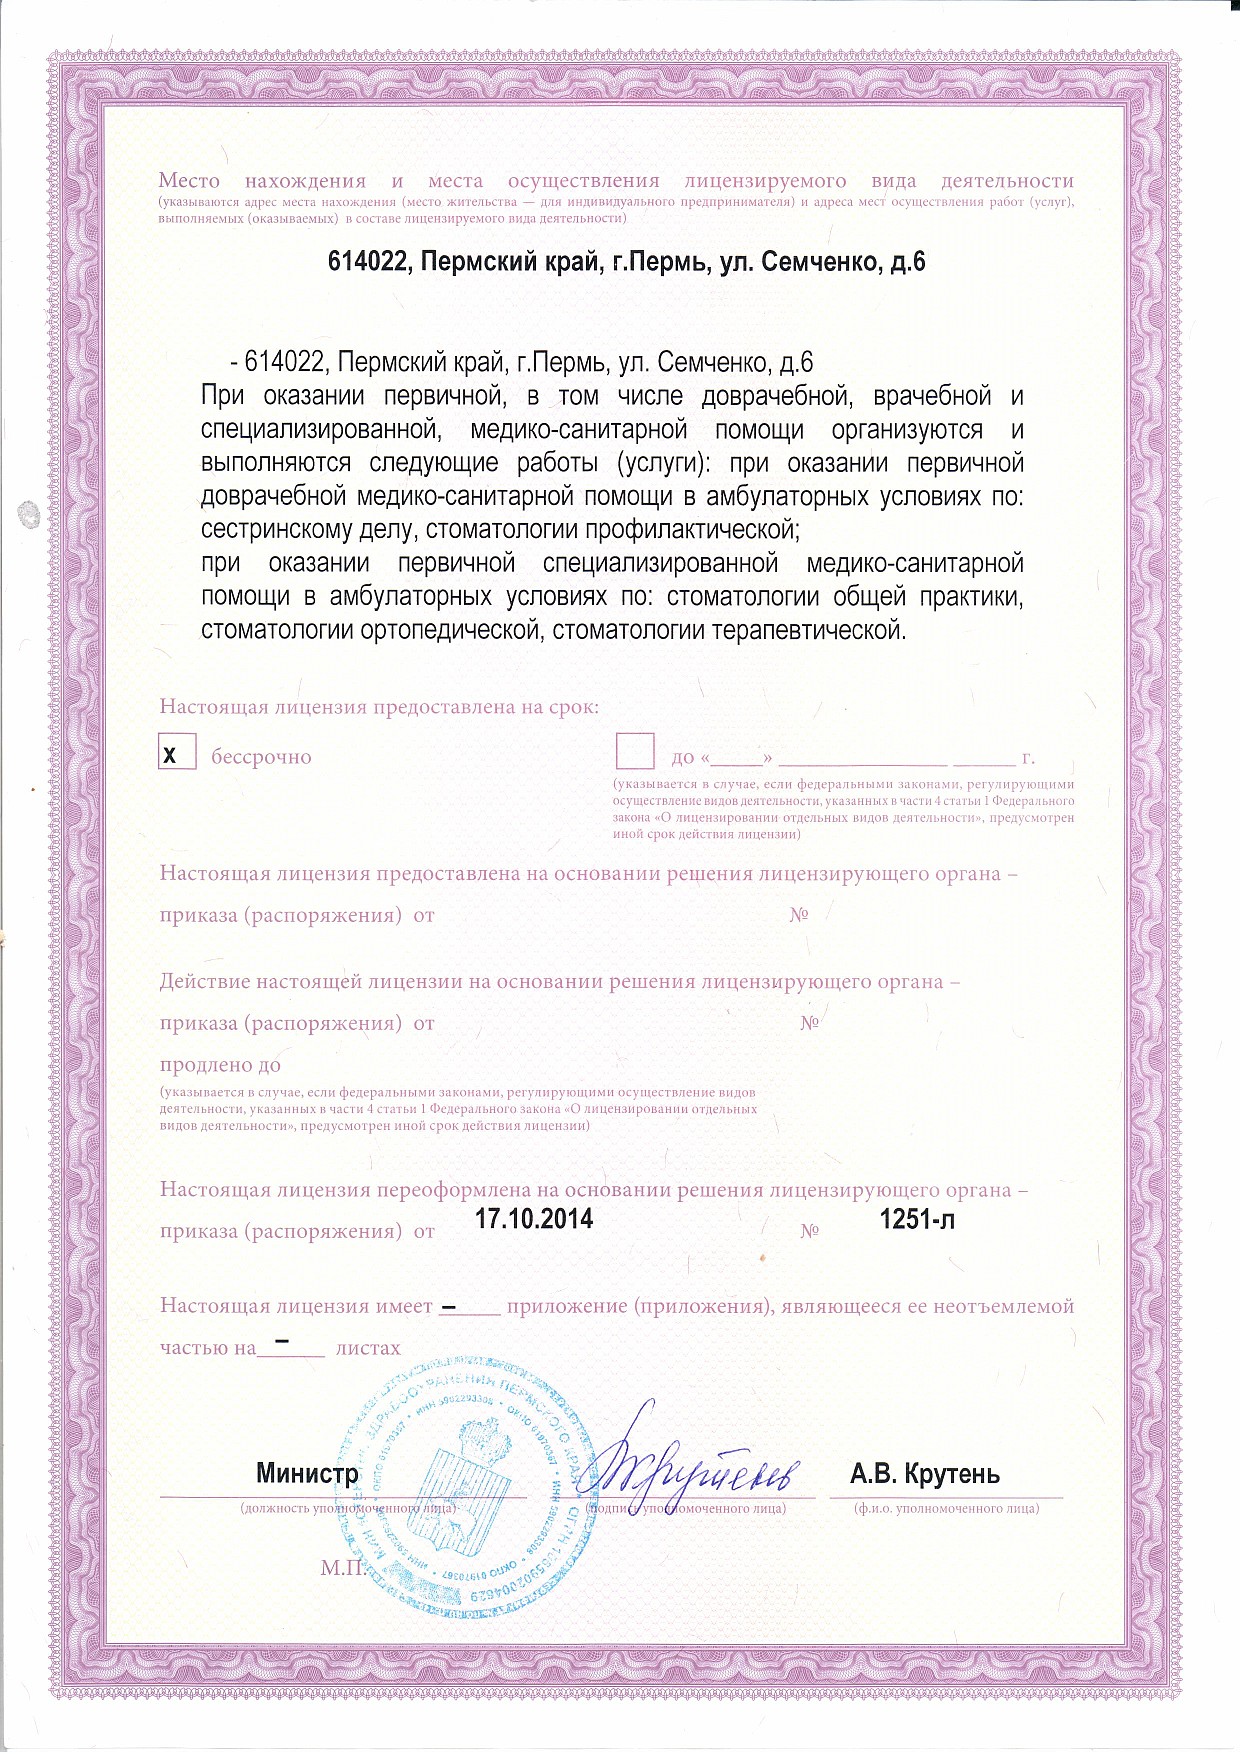 Место нахождения и места осуществления лицензируемого вида деятельности
(указываются адрес места нахождения (место жительства — для индивидуального предпринимателя) и адреса мест осуществления работ (услуг),
выполняемых (оказываемых) в составе лицензируемого вида деятельности)
614022, Пермский край, г.Пермь, ул. Семченко, д.6
- 614022, Пермский край, г.Пермь, ул. Семченко, д.6
При оказании первичной, в том числе доврачебной, врачебной и
специализированной, медико-санитарной помощи организуются и
выполняются следующие работы (услуги): при оказании первичной
доврачебной медико-санитарной помощи в амбулаторных условиях по:
сестринскому делу, стоматологии профилактической;
при оказании первичной специализированной медико-санитарной
помощи в амбулаторных условиях по: стоматологии общей практики,
стоматологии ортопедической, стоматологии терапевтической.
Настоящая лицензия предоставлена на срок:
х бессрочно до «_____» ________________ ______ г.
(указывается в случае, если федеральными законами, регулирующими
осуществление видов деятельности, указанных в части 4 статьи 1 Федерального
закона «О лицензировании отдельных видов деятельности», предусмотрен
иной срок действия лицензии)
Настоящая лицензия предоставлена на основании решения лицензирующего органа –
приказа (распоряжения) от №
Действие настоящей лицензии на основании решения лицензирующего органа –
приказа (распоряжения) от №
продлено до
(указывается в случае, если федеральными законами, регулирующими осуществление видов
деятельности, указанных в части 4 статьи 1 Федерального закона «О лицензировании отдельных
видов деятельности», предусмотрен иной срок действия лицензии)
Настоящая лицензия переоформлена на основании решения лицензирующего органа –
приказа (распоряжения) от 17.10.2014 № 1251-л
Настоящая лицензия имеет – приложение (приложения), являющееся ее неотъемлемой
частью на – листах
Министр А.В. Крутень
(должность уполномоченного лица) (подпись уполномоченного лица) (ф.и.о. уполномоченного лица)
М.П.